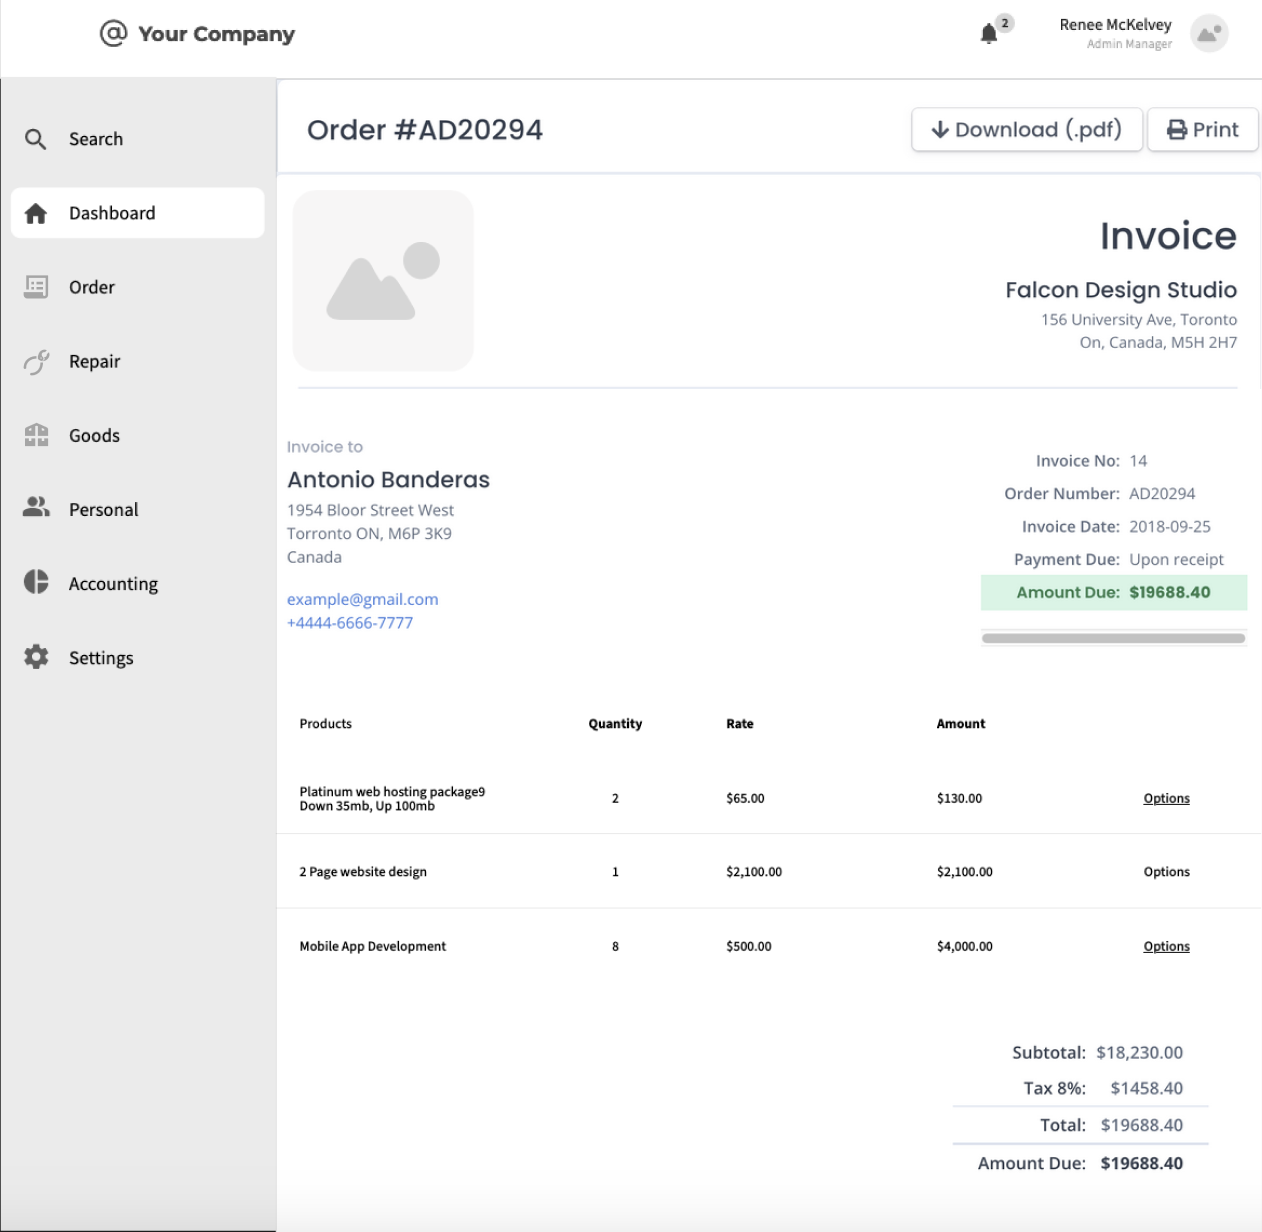 @ Your Company
2
Renee McKelvey
Admin Manager
Search
Dashboard
Order
Repair
Goods
Personal
Accounting
Settings
Order #AD20294
Download (.pdf)
Print
Invoice
Falcon Design Studio
156 University Ave, Toronto
On, Canada, M5H 2H7
Invoice to
Antonio Banderas
1954 Bloor Street West
Torronto ON, M6P 3K9
Canada
example@gmail.com
+4444-6666-7777
Invoice No: 14
Order Number: AD20294
Invoice Date: 2018-09-25
Payment Due: Upon receipt
Amount Due: $19688.40
Products Quantity Rate Amount
Platinum web hosting package9
Down 35mb, Up 100mb
2 $65.00 $130.00 Options
2 Page website design 1 $2,100.00 $2,100.00 Options
Mobile App Development 8 $500.00 $4,000.00 Options
Subtotal: $18,230.00
Tax 8%: $1458.40
Total: $19688.40
Amount Due: $19688.40